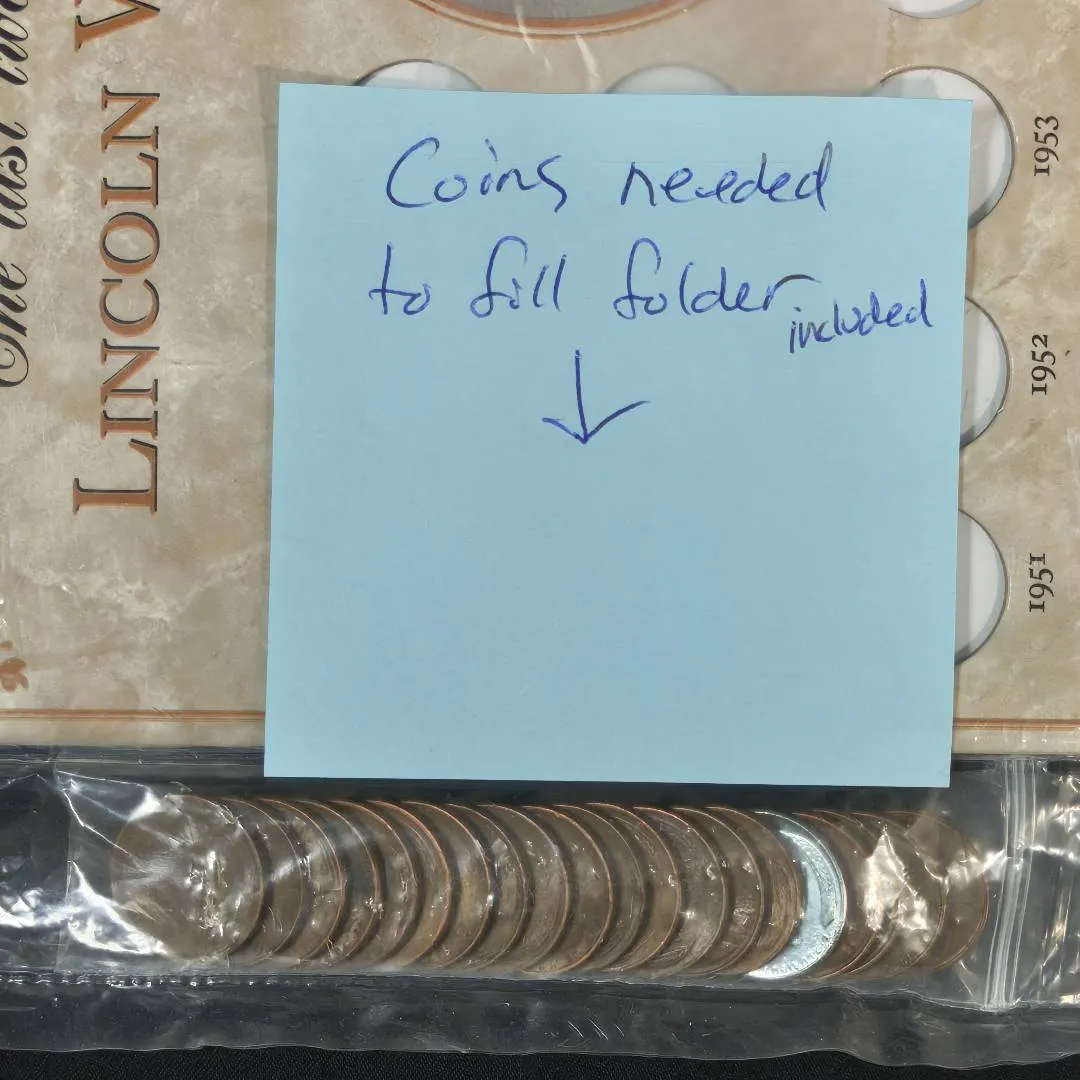 Coins needed
to fill folder
included
LINCOLN
1953
1952
1951